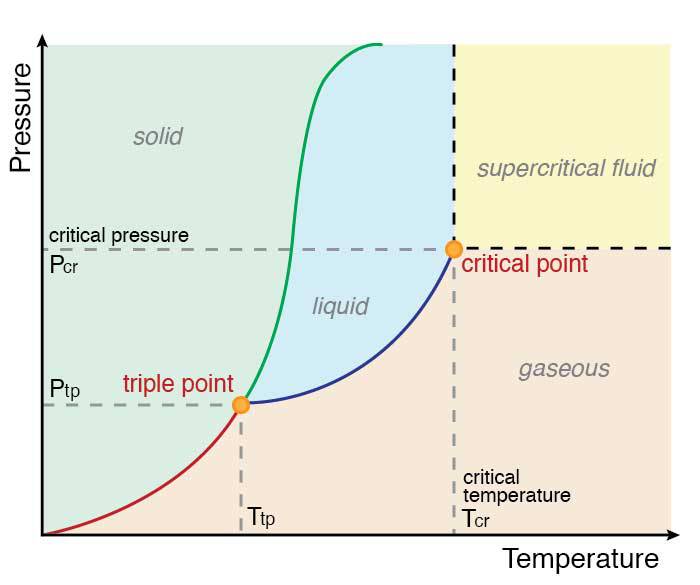 Pressure
solid
supercritical fluid
critical pressure
Pcr
critical point
liquid
gaseous
triple point
Ptp
critical
temperature
Ttp
Tcr
Temperature